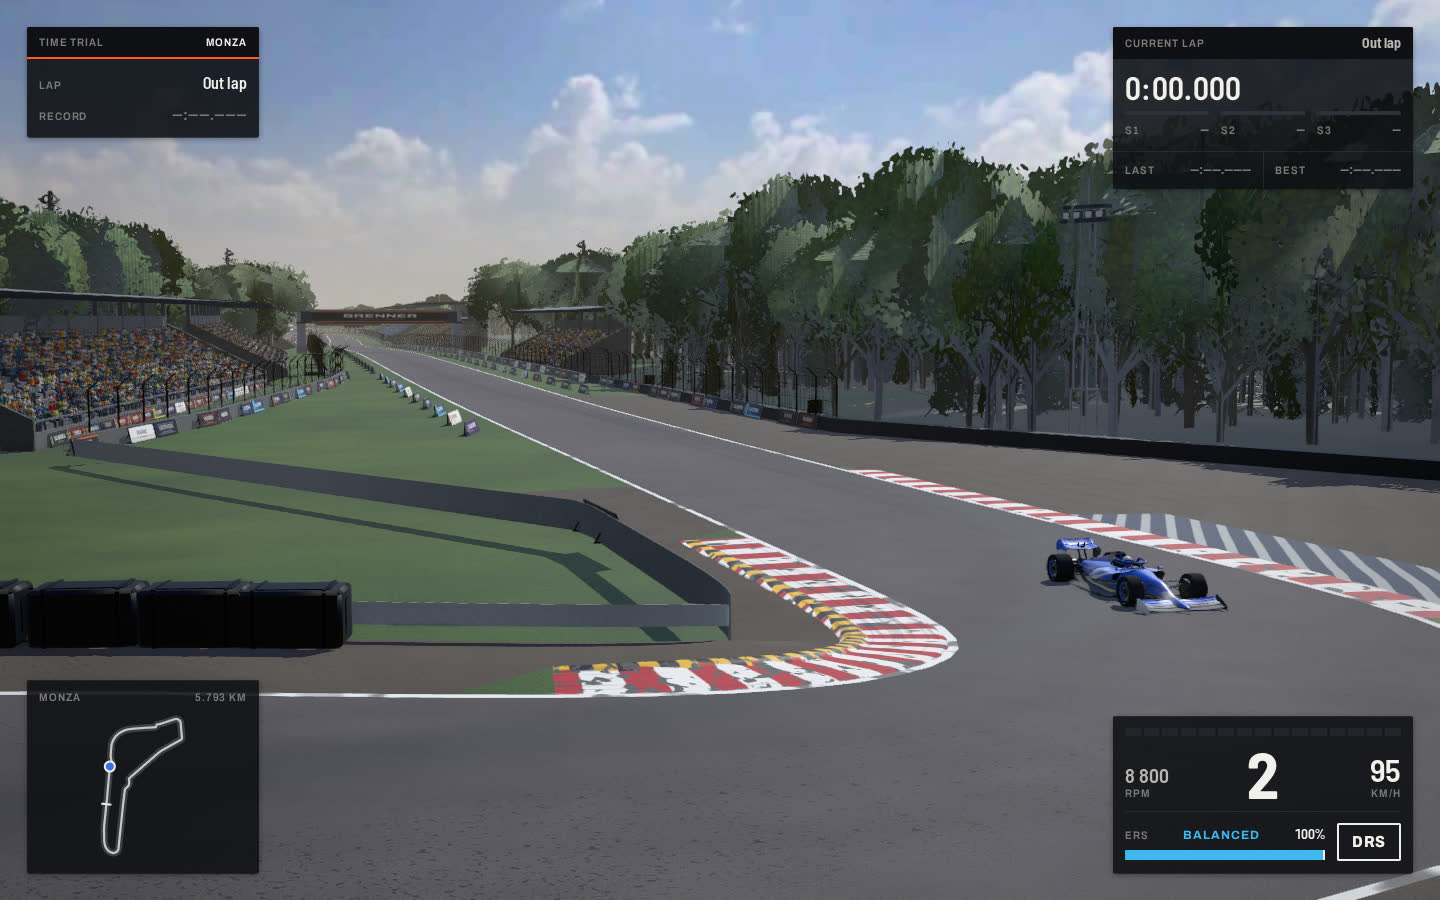 TIME TRIAL MONZA
LAP Out lap
RECORD —:——.———
CURRENT LAP Out lap
0:00.000
S1 — S2 — S3 —
LAST —:——.——— BEST —:——.———
BRENNER
MONZA 5.793 KM
8 800 RPM
2
95 KM/H
ERS BALANCED 100%
DRS